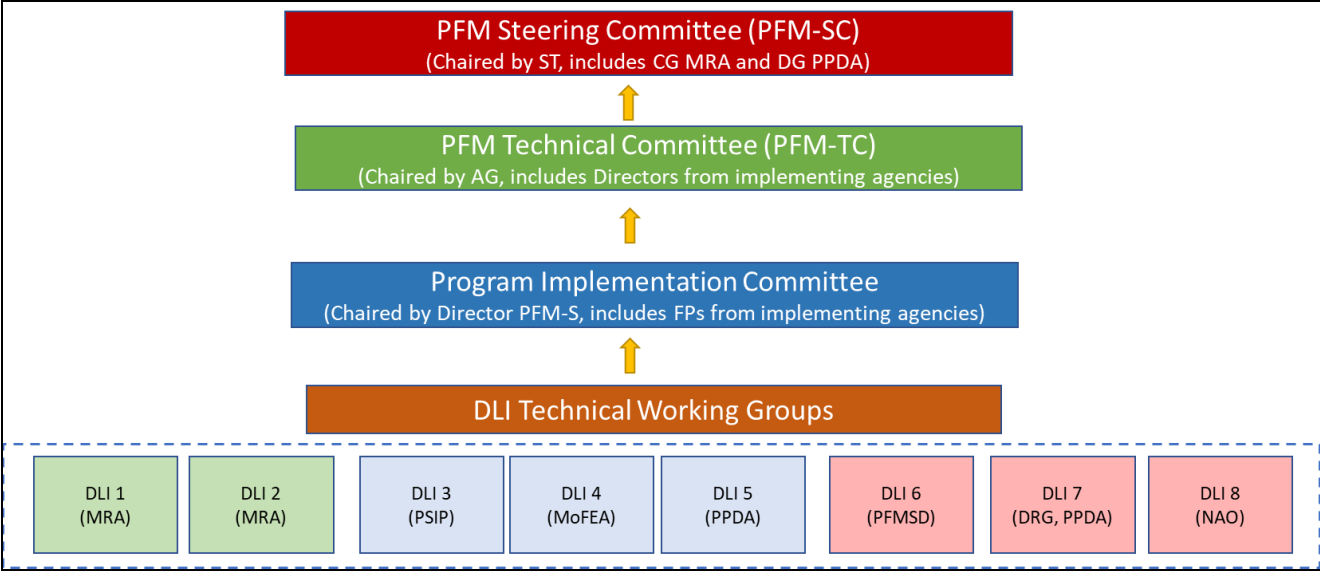 PFM Steering Committee (PFM-SC)
(Chaired by ST, includes CG MRA and DG PPDA)
PFM Technical Committee (PFM-TC)
(Chaired by AG, includes Directors from implementing agencies)
Program Implementation Committee
(Chaired by Director PFM-S, includes FPs from implementing agencies)
DLI Technical Working Groups
DLI 1
(MRA)
DLI 2
(MRA)
DLI 3
(PSIP)
DLI 4
(MoFEA)
DLI 5
(PPDA)
DLI 6
(PFMSD)
DLI 7
(DRG, PPDA)
DLI 8
(NAO)